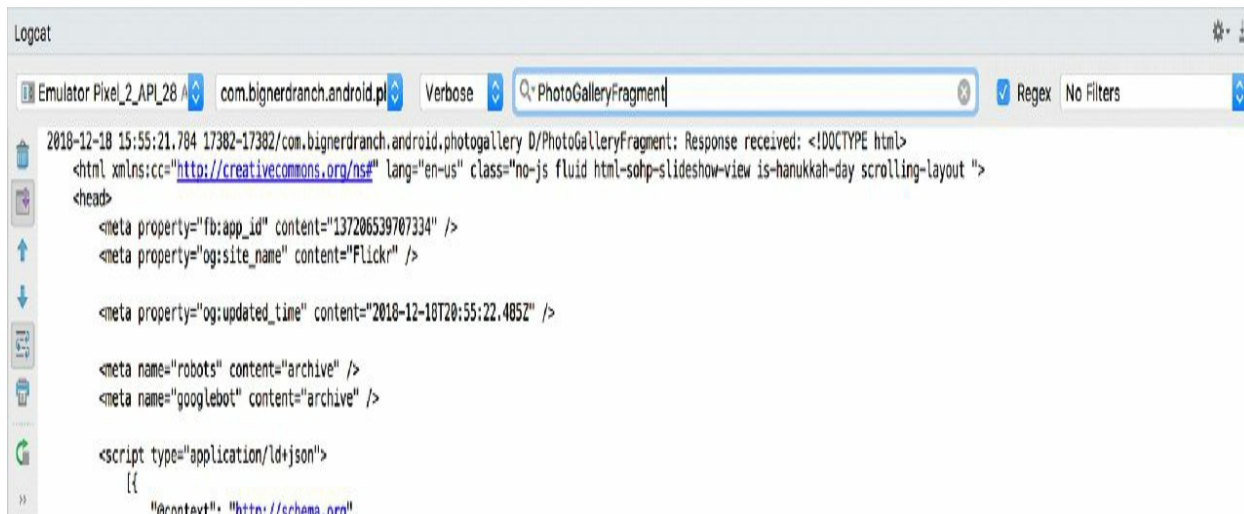 Logcat
Emulator Pixel_2_API_28 A com.bignerdranch.android.pl Verbose PhotoGalleryFragment Regex No Filters
2018-12-18 15:55:21.784 17382-17382/com.bignerdranch.android.photogallery D/PhotoGalleryFragment: Response received: <!DOCTYPE html>
<html xmlns:cc="http://creativecommons.org/ns#" lang="en-us" class="no-js fluid html-sohp-slideshow-view is-hanukkah-day scrolling-layout ">
<head>
<meta property="fb:app_id" content="137206539707334" />
<meta property="og:site_name" content="Flickr" />
<meta property="og:updated_time" content="2018-12-18T20:55:22.485Z" />
<meta name="robots" content="archive" />
<meta name="googlebot" content="archive" />
<script type="application/ld+json">
[{
"@context": "http://schema.org"